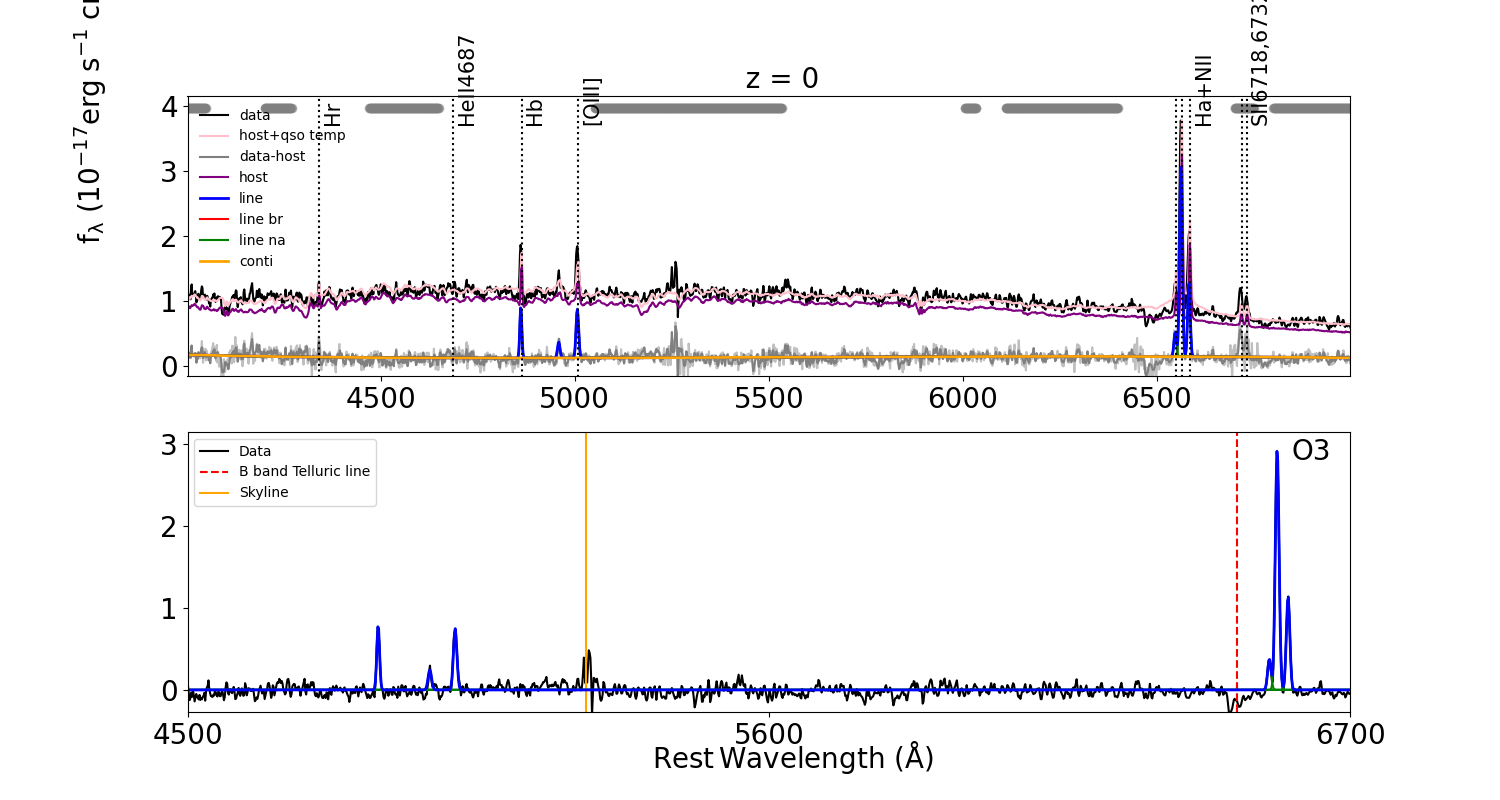 z = 0
fλ (10−17erg s−1 c
Hr
HeII4687
Hb
[OIII]
Ha+NII
SII6718,673
data
host+qso temp
data-host
host
line
line br
line na
conti
4
3
2
1
0
4500 5000 5500 6000 6500
Data
B band Telluric line
Skyline
O3
3
2
1
0
4500 5600 6700
Rest Wavelength (Å)